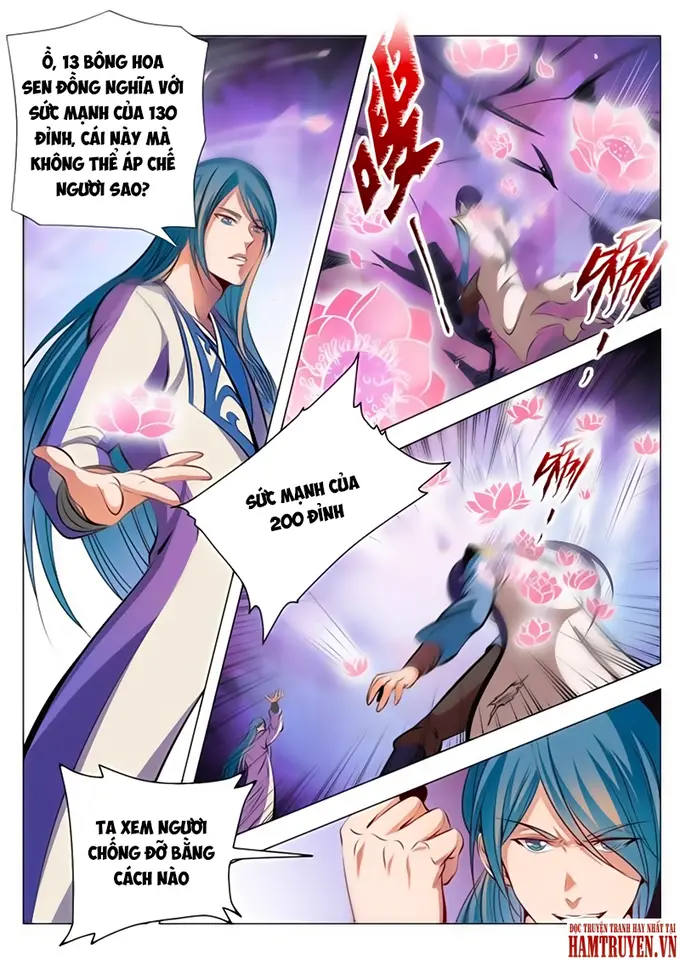 Ồ, 13 BÔNG HOA
SEN ĐỒNG NGHĨA VỚI
SỨC MẠNH CỦA 130
ĐỈNH, CÁI NÀY MÀ
KHÔNG THỂ ÁP CHẾ
NGƯƠI SAO?
SỨC MẠNH CỦA
200 ĐỈNH
TA XEM NGƯƠI
CHỐNG ĐỠ BẰNG
CÁCH NÀO
ĐỌC TRUYỆN TRANH HAY NHẤT TẠI
HAMTRUYEN.VN